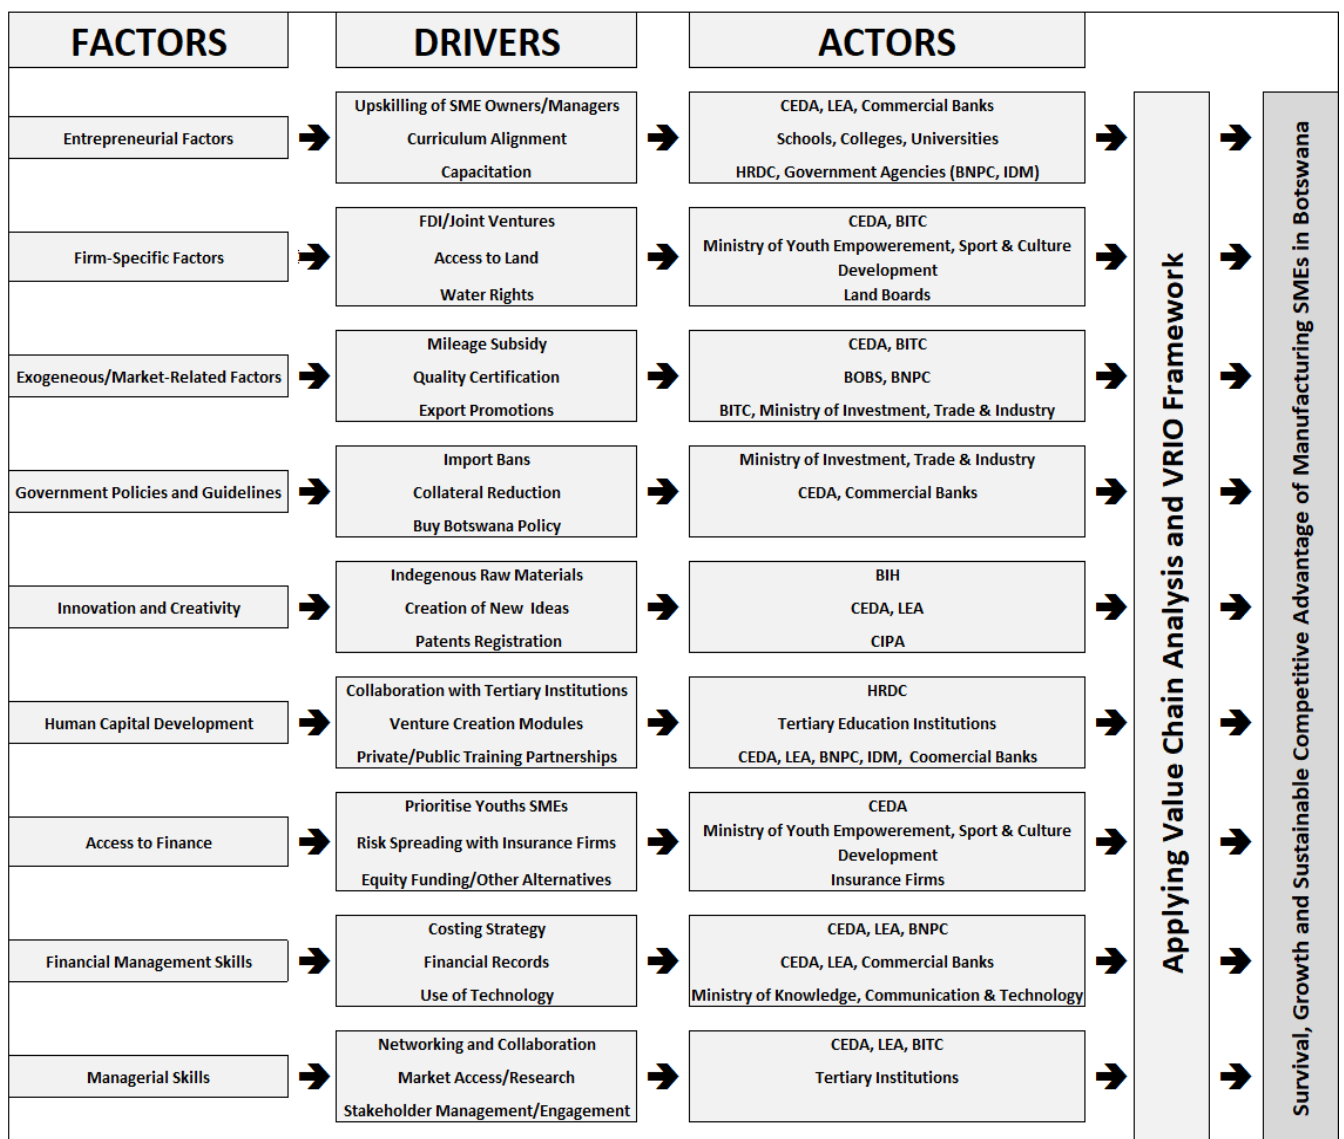 FACTORS
DRIVERS
ACTORS
Entrepreneurial Factors
Upskilling of SME Owners/Managers
Curriculum Alignment
Capacitation
CEDA, LEA, Commercial Banks
Schools, Colleges, Universities
HRDC, Government Agencies (BNPC, IDM)
Firm-Specific Factors
FDI/Joint Ventures
Access to Land
Water Rights
CEDA, BITC
Ministry of Youth Empowerement, Sport & Culture
Development
Land Boards
Exogeneous/Market-Related Factors
Mileage Subsidy
Quality Certification
Export Promotions
CEDA, BITC
BOBS, BNPC
BITC, Ministry of Investment, Trade & Industry
Government Policies and Guidelines
Import Bans
Collateral Reduction
Buy Botswana Policy
Ministry of Investment, Trade & Industry
CEDA, Commercial Banks
Innovation and Creativity
Indegenous Raw Materials
Creation of New Ideas
Patents Registration
BIH
CEDA, LEA
CIPA
Human Capital Development
Collaboration with Tertiary Institutions
Venture Creation Modules
Private/Public Training Partnerships
HRDC
Tertiary Education Institutions
CEDA, LEA, BNPC, IDM, Coomercial Banks
Access to Finance
Prioritise Youths SMEs
Risk Spreading with Insurance Firms
Equity Funding/Other Alternatives
CEDA
Ministry of Youth Empowerement, Sport & Culture
Development
Insurance Firms
Financial Management Skills
Costing Strategy
Financial Records
Use of Technology
CEDA, LEA, BNPC
CEDA, LEA, Commercial Banks
Ministry of Knowledge, Communication & Technology
Managerial Skills
Networking and Collaboration
Market Access/Research
Stakeholder Management/Engagement
CEDA, LEA, BITC
Tertiary Institutions
Applying Value Chain Analysis and VRIO Framework
Survival, Growth and Sustainable Competitive Advantage of Manufacturing SMEs in Botswana